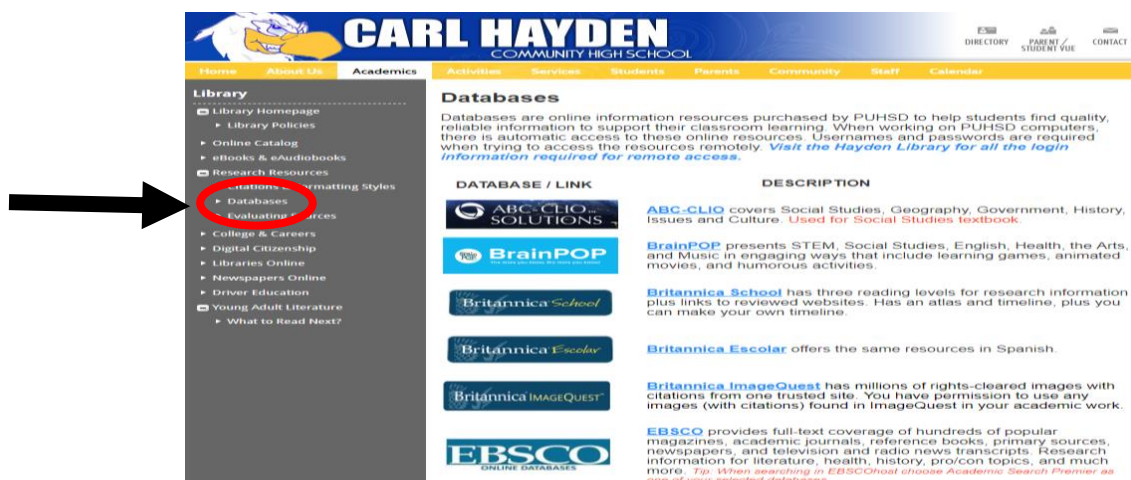 CARL HAYDEN
COMMUNITY HIGH SCHOOL
DIRECTORY
PARENT /
STUDENT VUE
CONTACT
Home About Us Academics Activities Services Students Parents Community Staff Calendar
Library
Library Homepage
Library Policies
Online Catalog
eBooks & eAudiobooks
Research Resources
Citations & Formatting Styles
Databases
Evaluating Sources
College & Careers
Digital Citizenship
Libraries Online
Newspapers Online
Driver Education
Young Adult Literature
What to Read Next?
Databases
Databases are online information resources purchased by PUHSD to help students find quality,
reliable information to support their classroom learning. When working on PUHSD computers,
there is automatic access to these online resources. Usernames and passwords are required
when trying to access the resources remotely. Visit the Hayden Library for all the login
information required for remote access.
DATABASE / LINK DESCRIPTION
ABC-CLIO
SOLUTIONS
ABC-CLIO covers Social Studies, Geography, Government, History,
Issues and Culture. Used for Social Studies textbook.
BrainPOP
BrainPOP presents STEM, Social Studies, English, Health, the Arts,
and Music in engaging ways that include learning games, animated
movies, and humorous activities.
Britannica School
Britannica School has three reading levels for research information
plus links to reviewed websites. Has an atlas and timeline, plus you
can make your own timeline.
Britannica Escolar
Britannica Escolar offers the same resources in Spanish.
Britannica IMAGEQUEST
Britannica ImageQuest has millions of rights-cleared images with
citations from one trusted site. You have permission to use any
images (with citations) found in ImageQuest in your academic work.
EBSCO
ONLINE DATABASES
EBSCO provides full-text coverage of hundreds of popular
magazines, academic journals, reference books, primary sources,
newspapers, and television and radio news transcripts. Research
information for literature, health, history, pro/con topics, and much
more. Tip: When searching in EBSCOhost choose Academic Search Premier as
one of your selected databases.